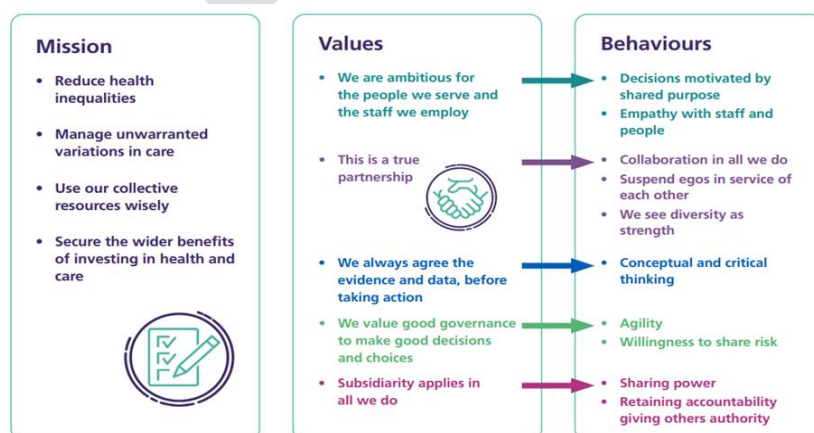 Mission
• Reduce health
inequalities
• Manage unwarranted
variations in care
• Use our collective
resources wisely
• Secure the wider benefits
of investing in health and
care
Values
• We are ambitious for
the people we serve and
the staff we employ
• This is a true
partnership
• We always agree the
evidence and data, before
taking action
• We value good governance
to make good decisions
and choices
• Subsidiarity applies in
all we do
Behaviours
• Decisions motivated by
shared purpose
• Empathy with staff and
people
• Collaboration in all we do
• Suspend egos in service of
each other
• We see diversity as
strength
• Conceptual and critical
thinking
• Agility
• Willingness to share risk
• Sharing power
• Retaining accountability
giving others authority